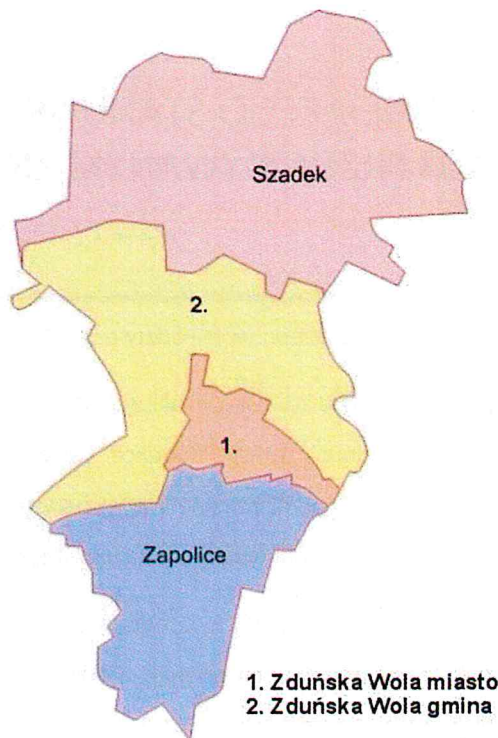 Szadek
2.
1.
Zapolice
1. Zduńska Wola miasto
2. Zduńska Wola gmina